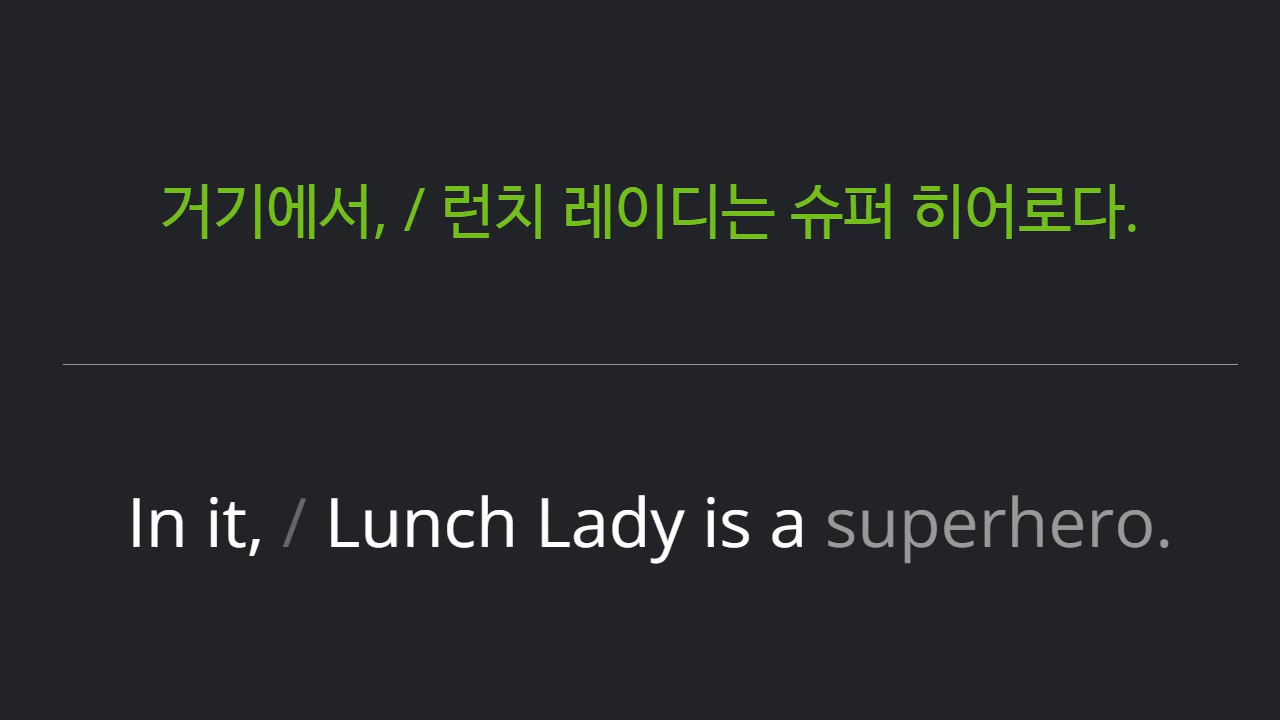 거기에서, / 런치 레이디는 슈퍼 히어로다.
In it, / Lunch Lady is a superhero.